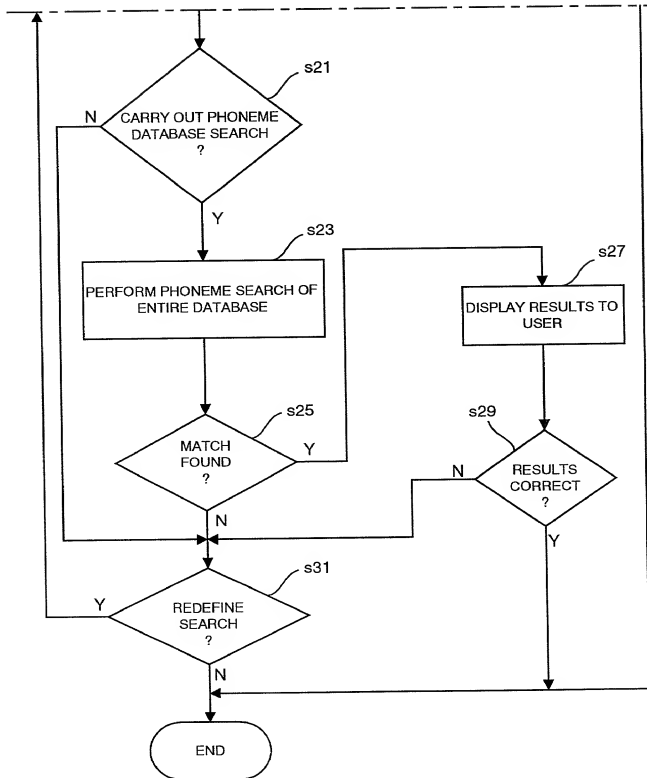 s21
N
CARRY OUT PHONEME
DATABASE SEARCH
?
Y
s23
PERFORM PHONEME SEARCH OF
ENTIRE DATABASE
s27
DISPLAY RESULTS TO
USER
s25
MATCH
FOUND
?
Y
N
s29
N
RESULTS
CORRECT
?
Y
s31
Y
REDEFINE
SEARCH
?
N
END